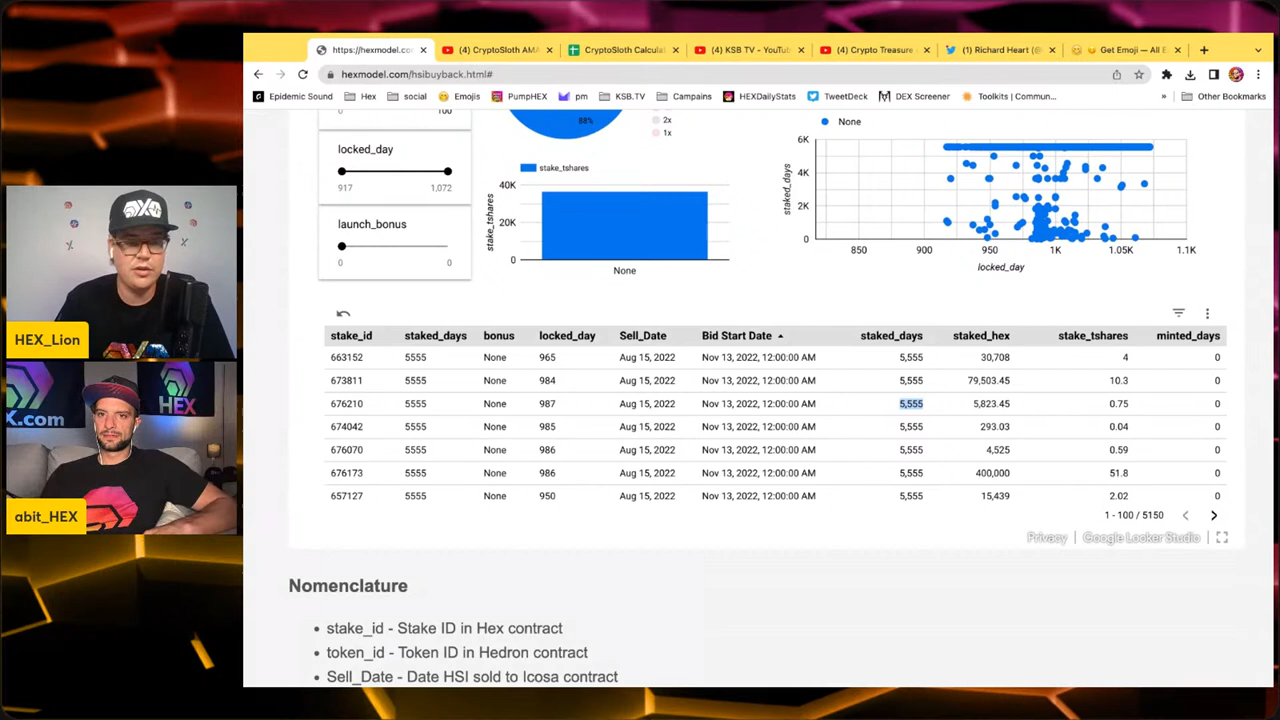 https://hexmodel.com
(4) CryptoSloth AMA
CryptoSloth Calcula
(4) KSB TV - YouTub
(4) Crypto Treasure
(1) Richard Heart (@
Get Emoji — All E
hexmodel.com/hsibuyback.html#
Epidemic Sound
Hex
social
Emojis
PumpHEX
pm
KSB.TV
Campains
HEXDailyStats
TweetDeck
DEX Screener
Toolkits (Commun...
»
Other Bookmarks
0 100
locked_day
917 1,072
launch_bonus
0 0
88%
2x
1x
stake_tshares
40K
20K
0
stake_tshares
None
None
6K
4K
2K
0
staked_days
850 900 950 1K 1.05K 1.1K
locked_day
stake_id staked_days bonus locked_day Sell_Date Bid Start Date staked_days staked_hex stake_tshares minted_days
663152 5555 None 965 Aug 15, 2022 Nov 13, 2022, 12:00:00 AM 5,555 30,708 4 0
673811 5555 None 984 Aug 15, 2022 Nov 13, 2022, 12:00:00 AM 5,555 79,503.45 10.3 0
676210 5555 None 987 Aug 15, 2022 Nov 13, 2022, 12:00:00 AM 5,555 5,823.45 0.75 0
674042 5555 None 985 Aug 15, 2022 Nov 13, 2022, 12:00:00 AM 5,555 293.03 0.04 0
676070 5555 None 986 Aug 15, 2022 Nov 13, 2022, 12:00:00 AM 5,555 4,525 0.59 0
676173 5555 None 986 Aug 15, 2022 Nov 13, 2022, 12:00:00 AM 5,555 400,000 51.8 0
657127 5555 None 950 Aug 15, 2022 Nov 13, 2022, 12:00:00 AM 5,555 15,439 2.02 0
1 - 100 / 5150
Privacy | Google Looker Studio
Nomenclature
• stake_id - Stake ID in Hex contract
• token_id - Token ID in Hedron contract
• Sell_Date - Date HSI sold to Icosa contract
HEX_Lion
X.com
HEX
abit_HEX